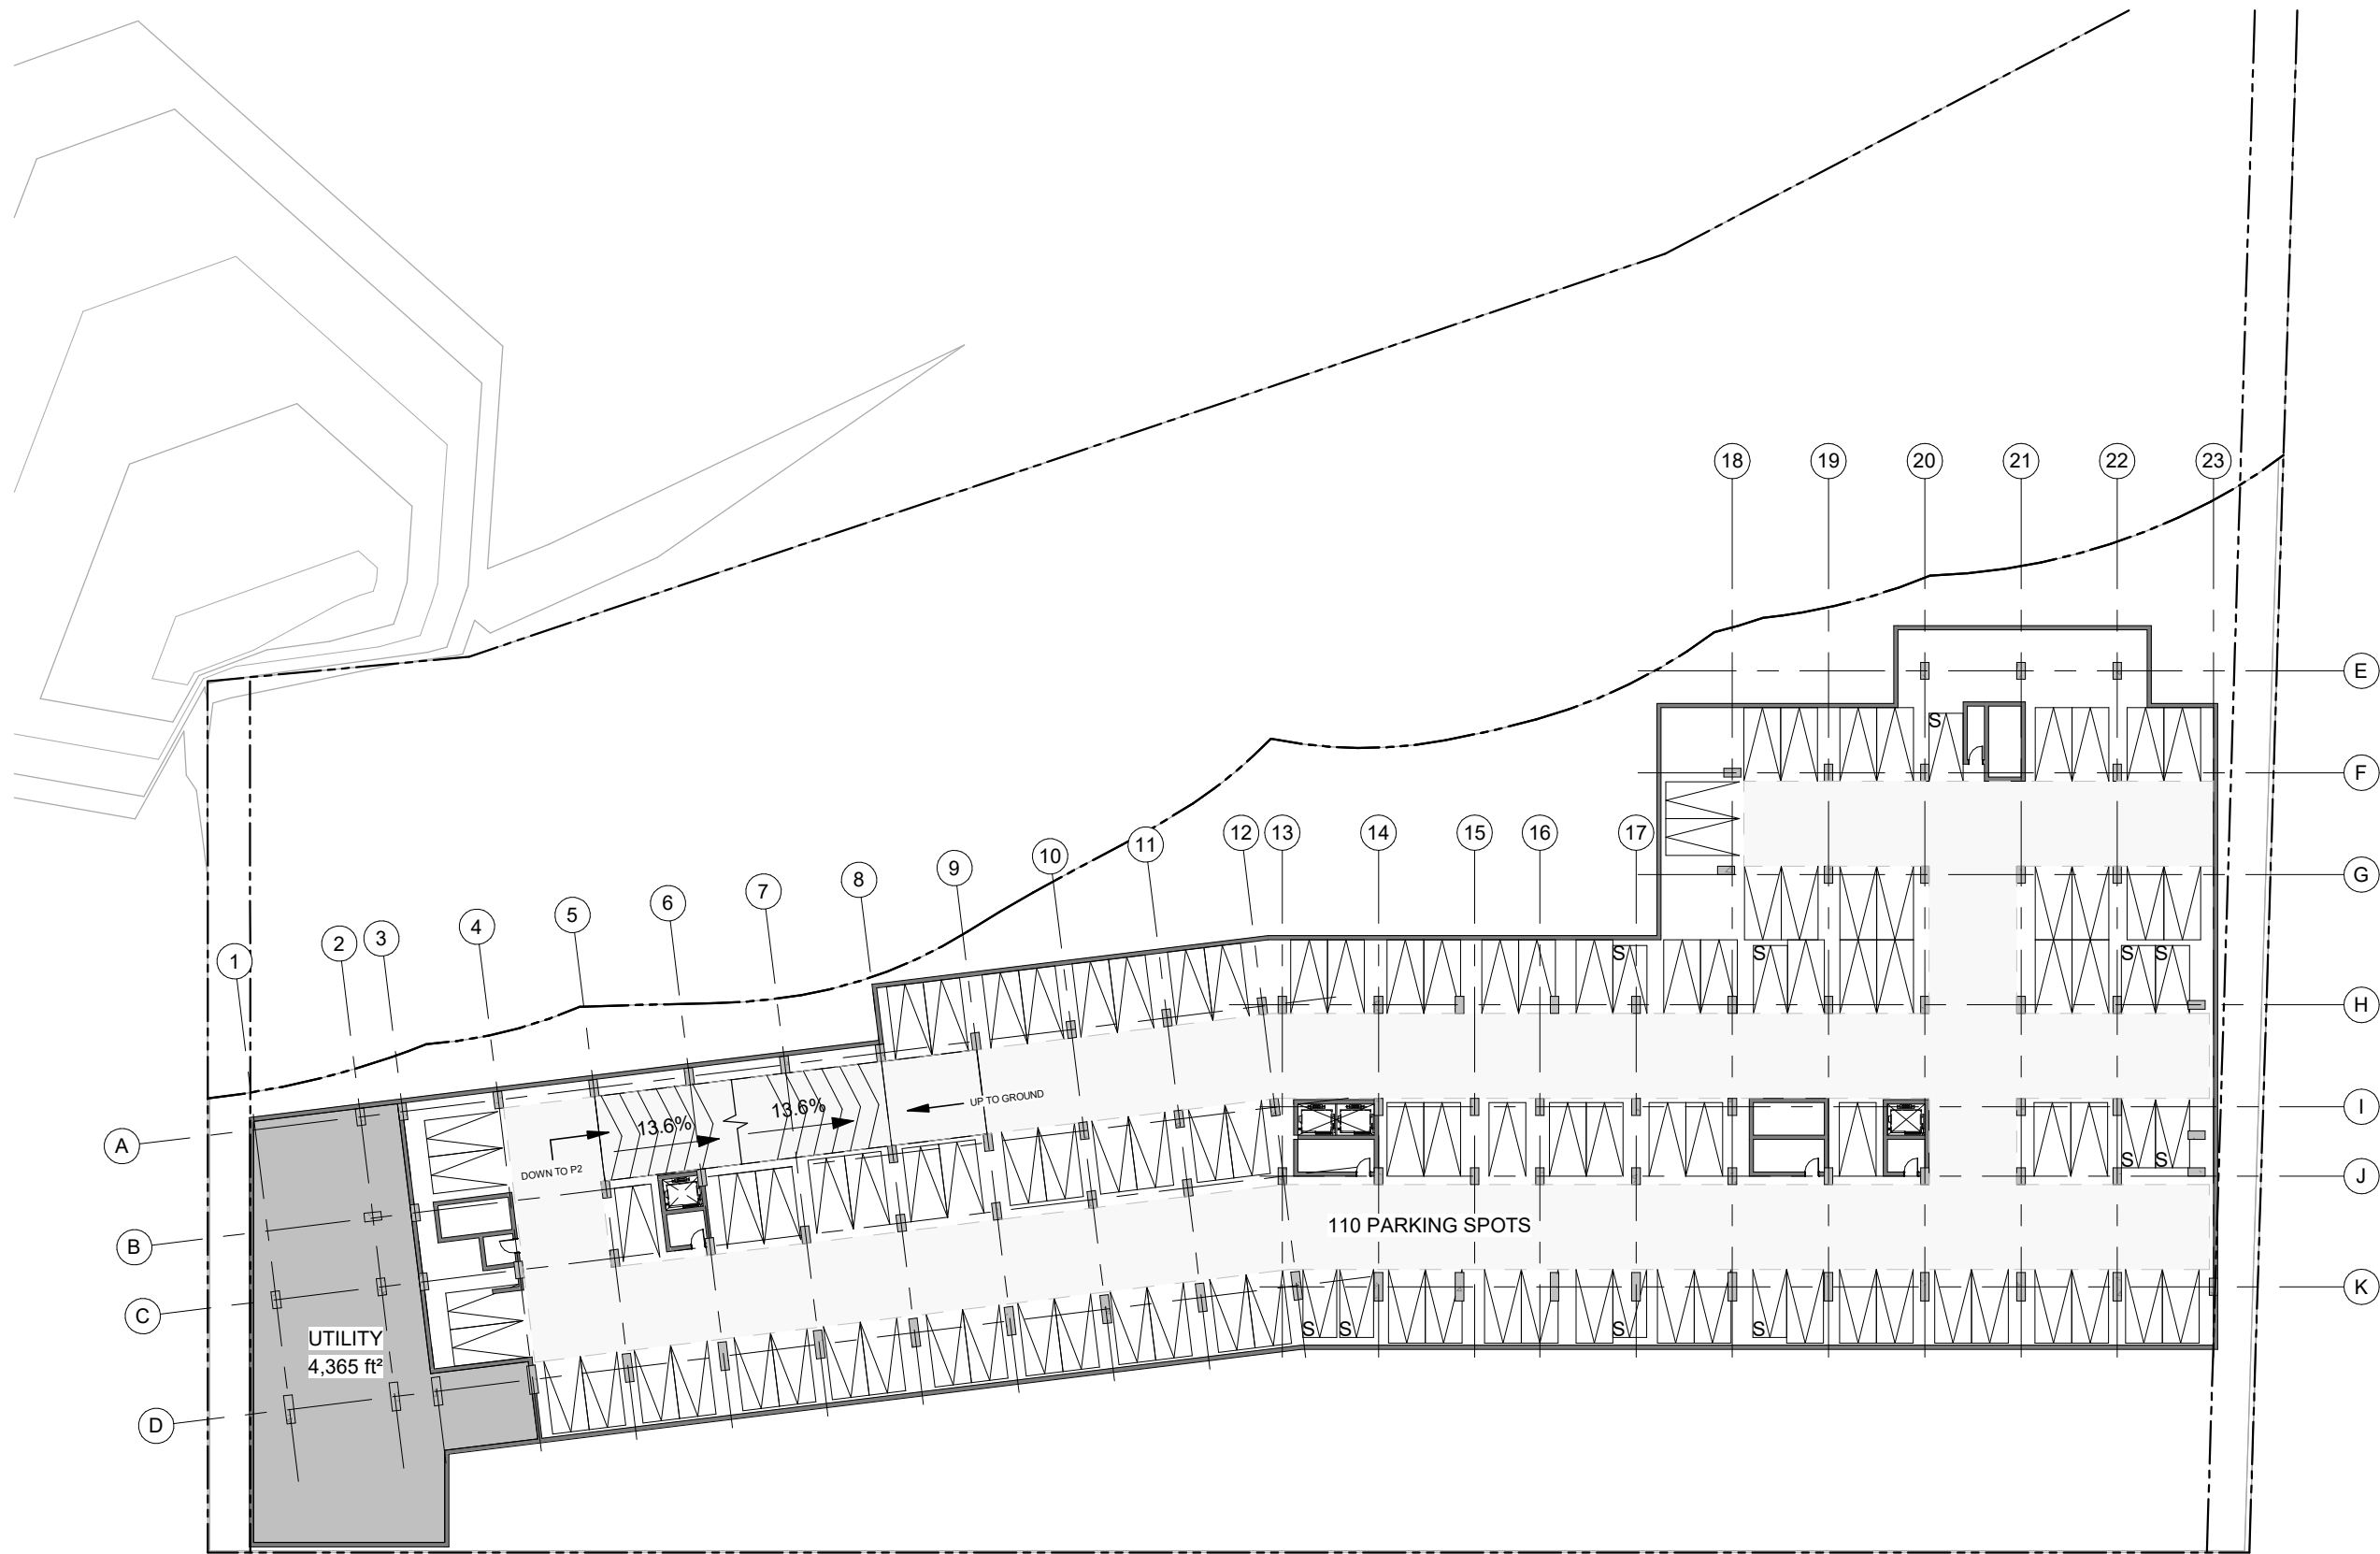 18
19
20
21
22
23
E
S
F
13
14
15
16
17
12
11
10
9
8
G
7
6
5
4
3
2
1
S
S
S
S
H
13.6%
13.6%
UP TO GROUND
I
A
DOWN TO P2
S
S
J
B
110 PARKING SPOTS
C
K
UTILITY
4,365 ft²
S
S
S
S
D